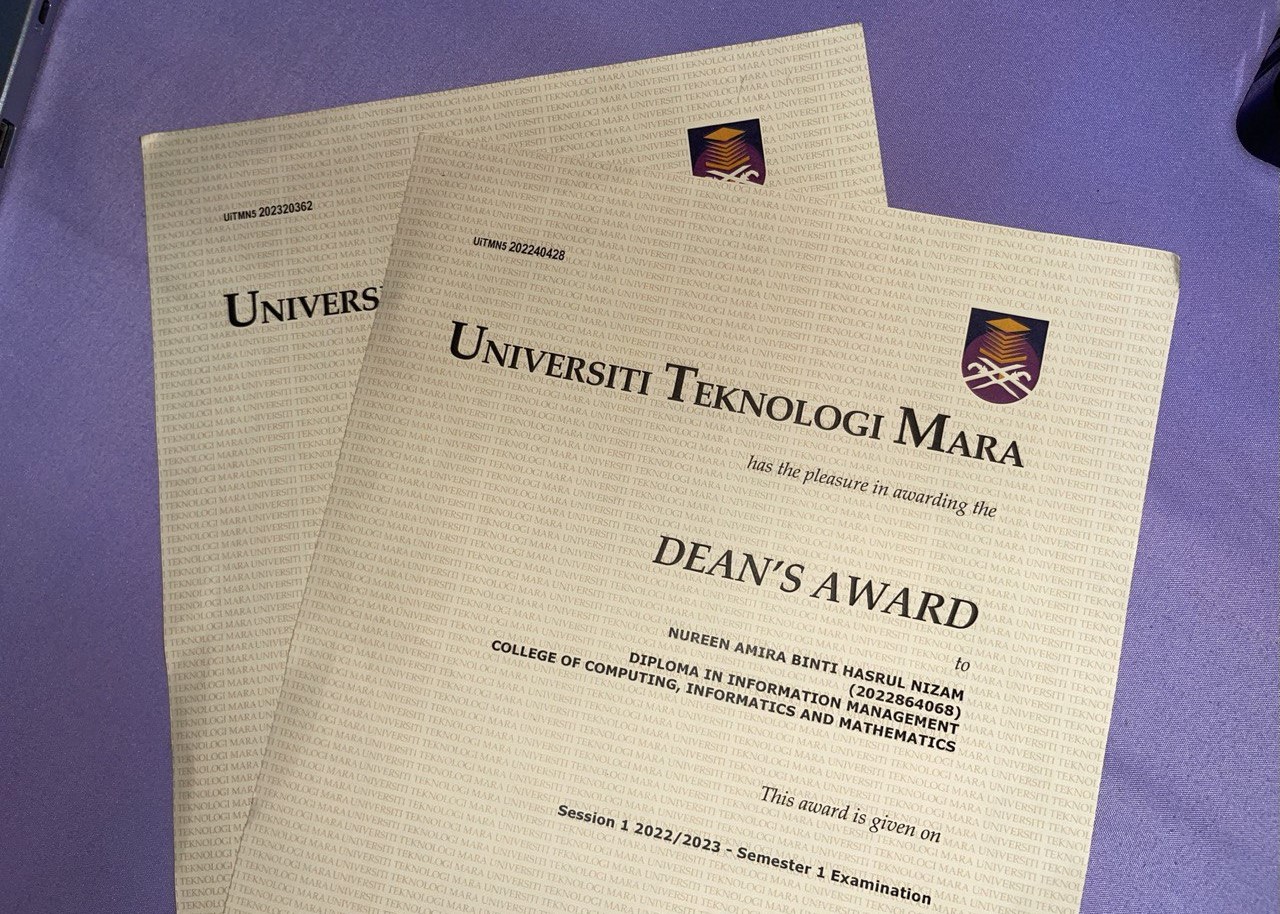 UiTMN5 202320362
UNIVERS
UiTMN5 202240428
UNIVERSITI TEKNOLOGI MARA
has the pleasure in awarding the
DEAN'S AWARD
to
NUREEN AMIRA BINTI HASRUL NIZAM
(2022864068)
DIPLOMA IN INFORMATION MANAGEMENT
COLLEGE OF COMPUTING, INFORMATICS AND MATHEMATICS
This award is given on
Session 1 2022/2023 - Semester 1 Examination